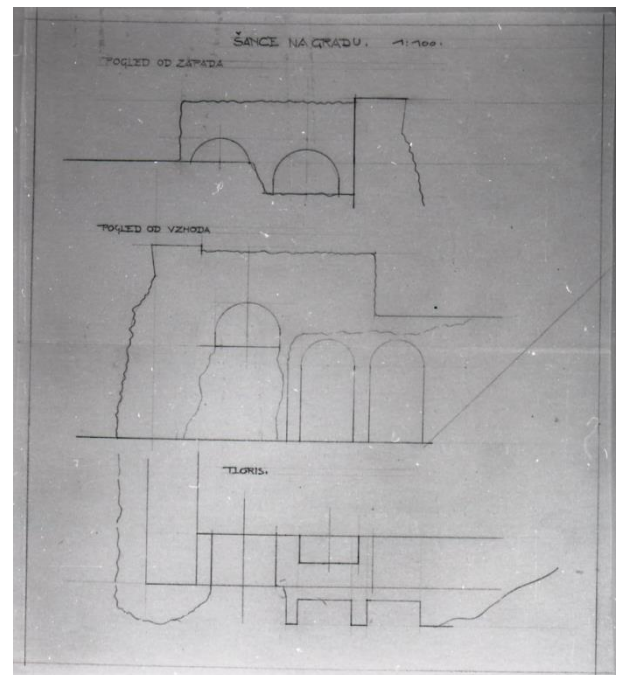 ŠANCE NA GRADU. 1:100.
POGLED OD ZAPADA
POGLED OD VZHODA
TLORIS.